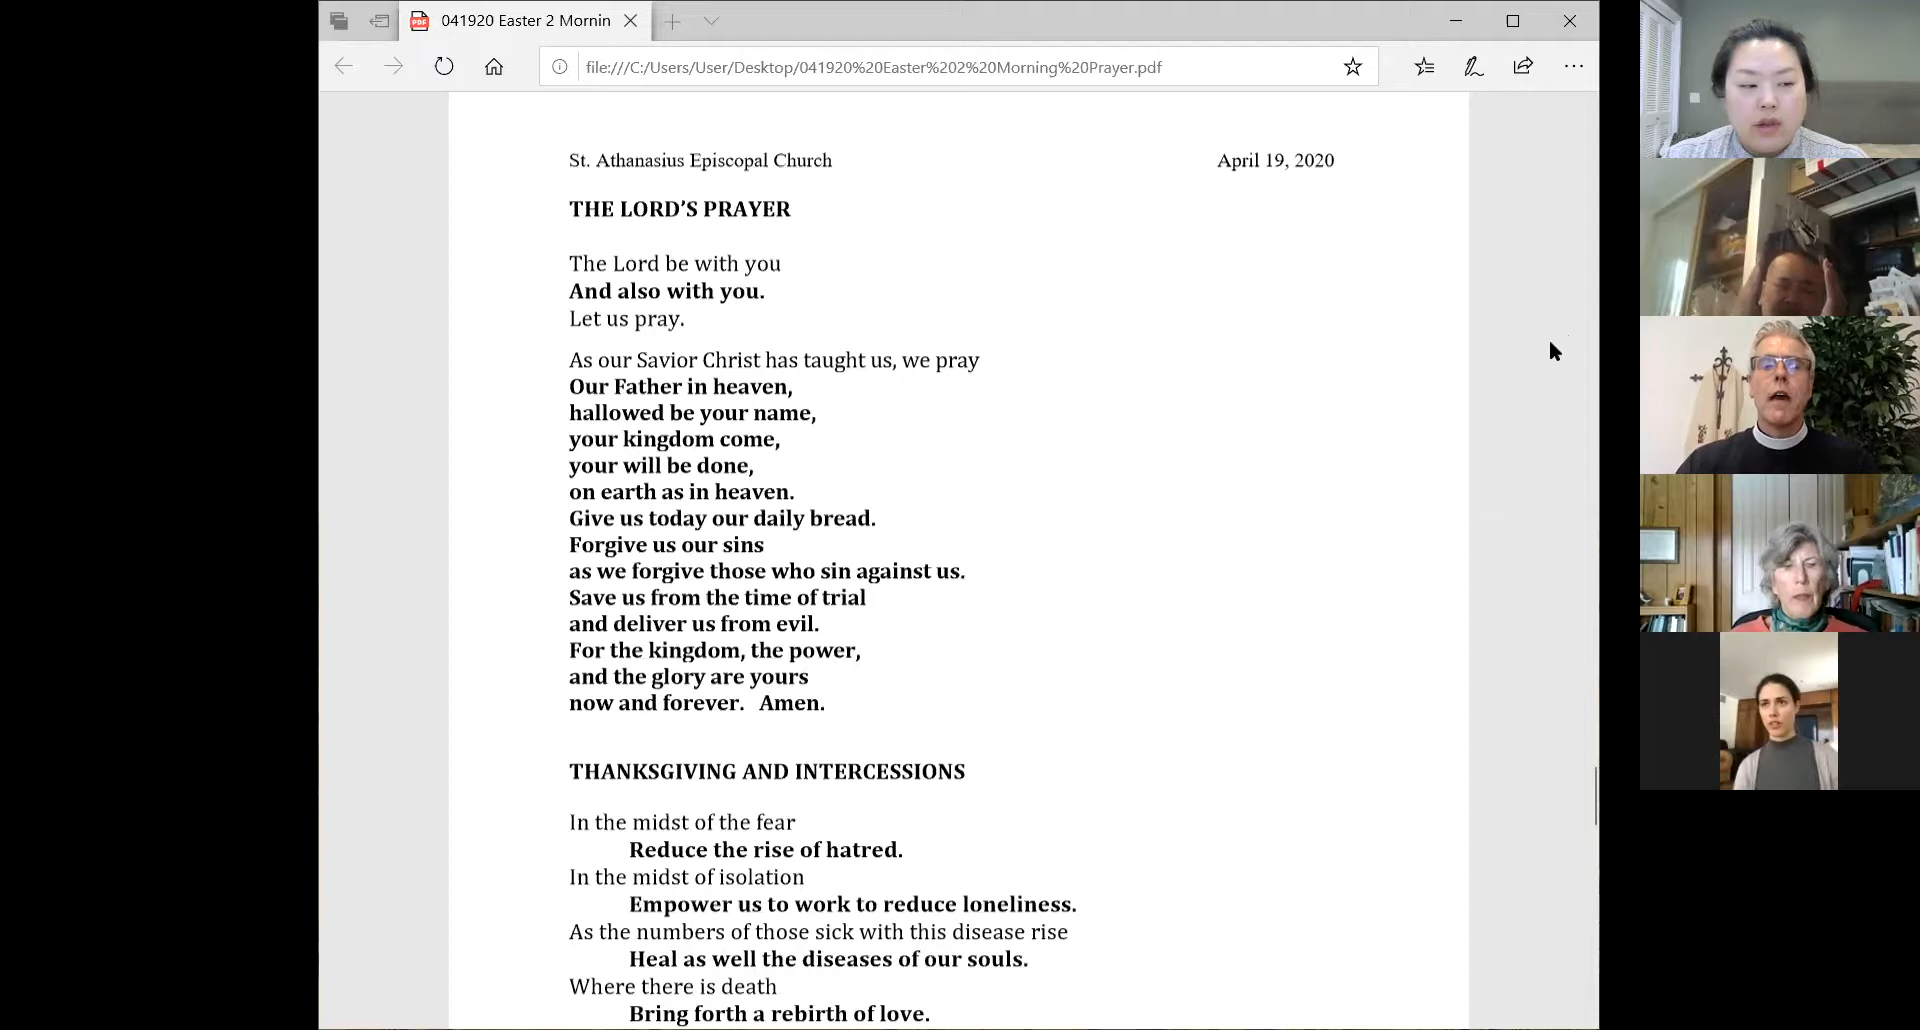 041920 Easter 2 Mornin
file:///C:/Users/User/Desktop/041920%20Easter%202%20Morning%20Prayer.pdf
St. Athanasius Episcopal Church April 19, 2020
THE LORD’S PRAYER
The Lord be with you
And also with you.
Let us pray.
As our Savior Christ has taught us, we pray
Our Father in heaven,
hallowed be your name,
your kingdom come,
your will be done,
on earth as in heaven.
Give us today our daily bread.
Forgive us our sins
as we forgive those who sin against us.
Save us from the time of trial
and deliver us from evil.
For the kingdom, the power,
and the glory are yours
now and forever. Amen.
THANKSGIVING AND INTERCESSIONS
In the midst of the fear
Reduce the rise of hatred.
In the midst of isolation
Empower us to work to reduce loneliness.
As the numbers of those sick with this disease rise
Heal as well the diseases of our souls.
Where there is death
Bring forth a rebirth of love.